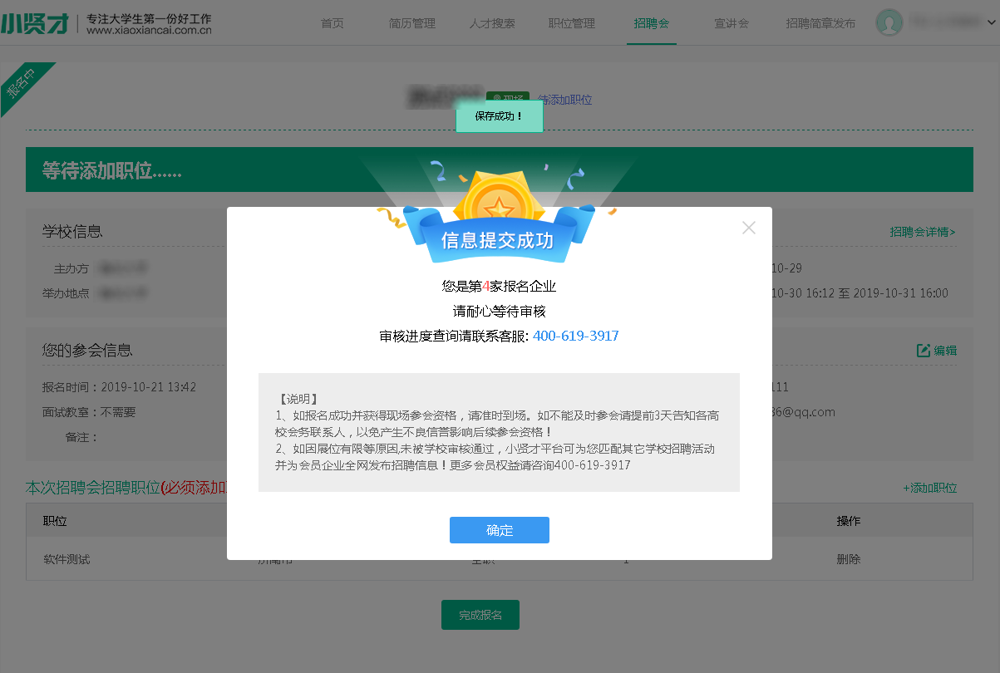 小贤才
专注大学生第一份好工作
www.xiaoxiancai.com.cn
首页 简历管理 人才搜索 职位管理 招聘会 宣讲会 招聘简章发布
报名中
现场 待添加职位
保存成功！
等待添加职位......
信息提交成功
您是第4家报名企业
请耐心等待审核
审核进度查询请联系客服: 400-619-3917
【说明】
1、如报名成功并获得现场参会资格，请准时到场。如不能及时参会请提前3天告知各高
校会务联系人，以免产生不良信誉影响后续参会资格！
2、如因展位有限等原因,未被学校审核通过，小贤才平台可为您匹配其它学校招聘活动
并为会员企业全网发布招聘信息！更多会员权益请咨询400-619-3917
确定
学校信息 招聘会详情>
主办方 10-29
举办地点 10-30 16:12 至 2019-10-31 16:00
您的参会信息 编辑
报名时间：2019-10-21 13:42 111
面试教室：不需要 36@qq.com
备注：
本次招聘会招聘职位(必须添加 +添加职位
职位 操作
软件测试 济南市 全职 1 删除
完成报名